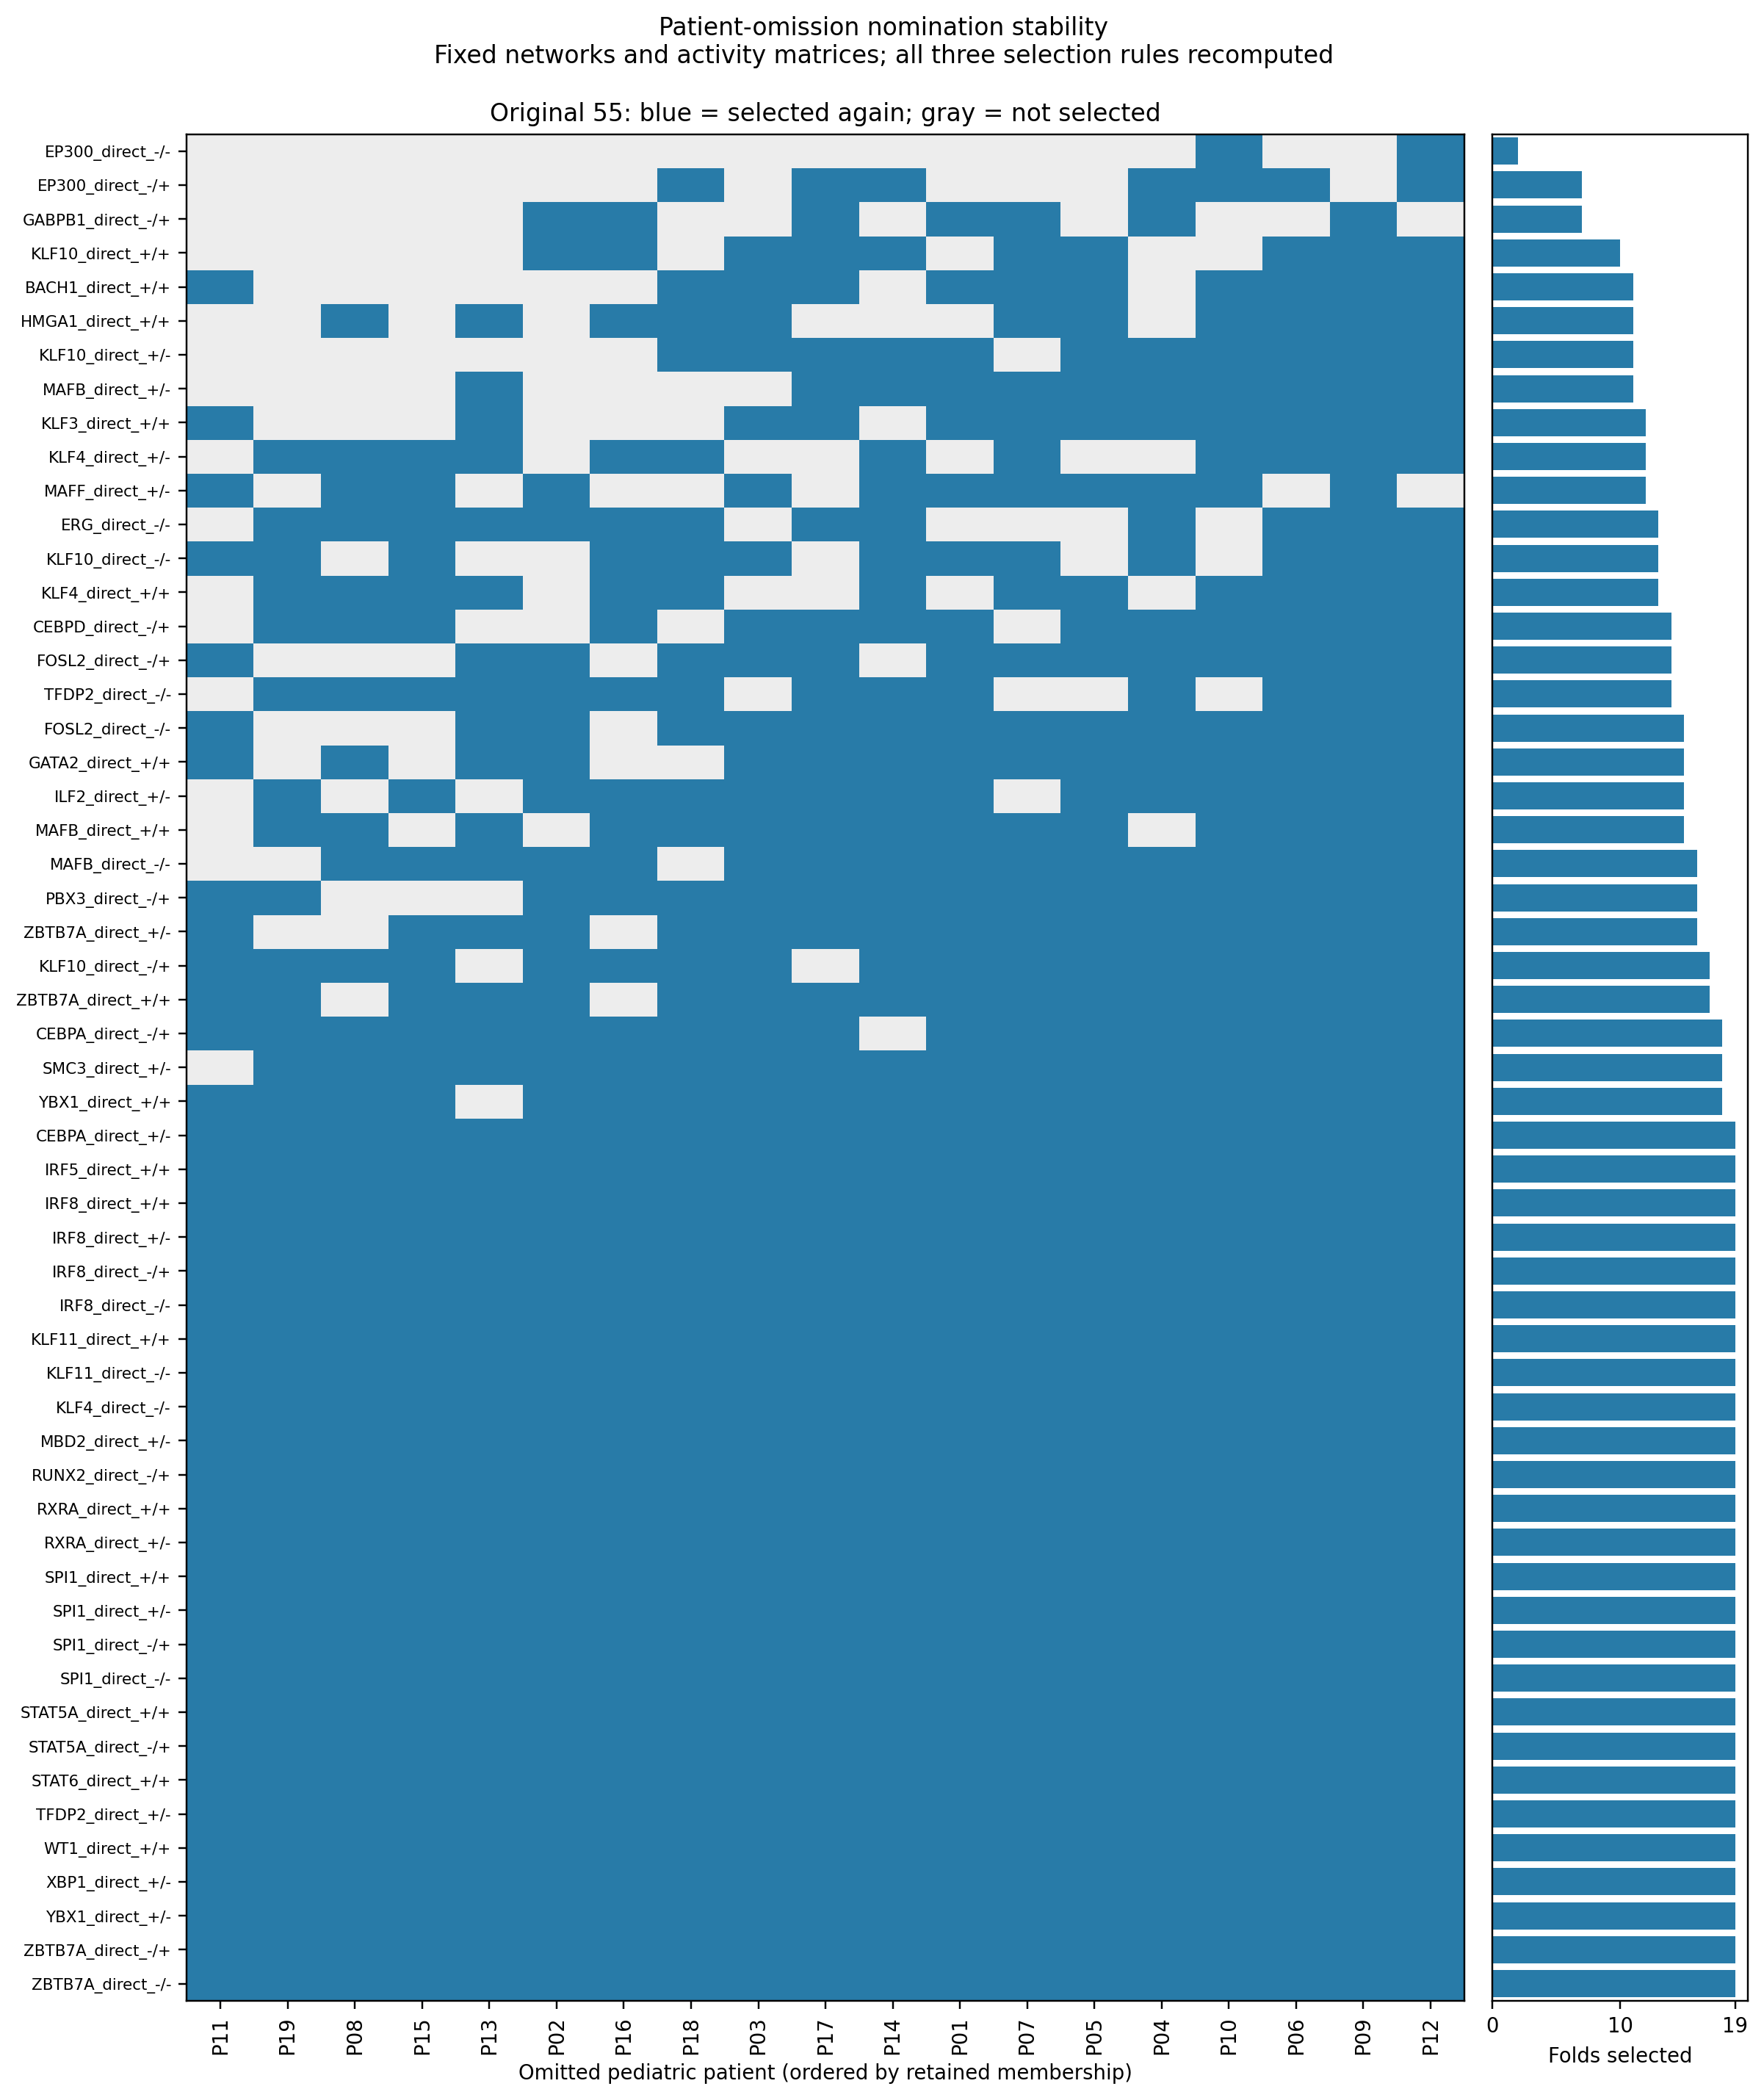 Patient-omission nomination stability
Fixed networks and activity matrices; all three selection rules recomputed
Original 55: blue = selected again; gray = not selected
EP300_direct_-/-
EP300_direct_-/+
GABPB1_direct_-/+
KLF10_direct_+/+
BACH1_direct_+/+
HMGA1_direct_+/+
KLF10_direct_+/-
MAFB_direct_+/-
KLF3_direct_+/+
KLF4_direct_+/-
MAFF_direct_+/-
ERG_direct_-/-
KLF10_direct_-/-
KLF4_direct_+/+
CEBPD_direct_-/+
FOSL2_direct_-/+
TFDP2_direct_-/-
FOSL2_direct_-/-
GATA2_direct_+/+
ILF2_direct_+/-
MAFB_direct_+/+
MAFB_direct_-/-
PBX3_direct_-/+
ZBTB7A_direct_+/-
KLF10_direct_-/+
ZBTB7A_direct_+/+
CEBPA_direct_-/+
SMC3_direct_+/-
YBX1_direct_+/+
CEBPA_direct_+/-
IRF5_direct_+/+
IRF8_direct_+/+
IRF8_direct_+/-
IRF8_direct_-/+
IRF8_direct_-/-
KLF11_direct_+/+
KLF11_direct_-/-
KLF4_direct_-/-
MBD2_direct_+/-
RUNX2_direct_-/+
RXRA_direct_+/+
RXRA_direct_+/-
SPI1_direct_+/+
SPI1_direct_+/-
SPI1_direct_-/+
SPI1_direct_-/-
STAT5A_direct_+/+
STAT5A_direct_-/+
STAT6_direct_+/+
TFDP2_direct_+/-
WT1_direct_+/+
XBP1_direct_+/-
YBX1_direct_+/-
ZBTB7A_direct_-/+
ZBTB7A_direct_-/-
P11 P19 P08 P15 P13 P02 P16 P18 P03 P17 P14 P01 P07 P05 P04 P10 P06 P09 P12
Omitted pediatric patient (ordered by retained membership)
0 10 19
Folds selected